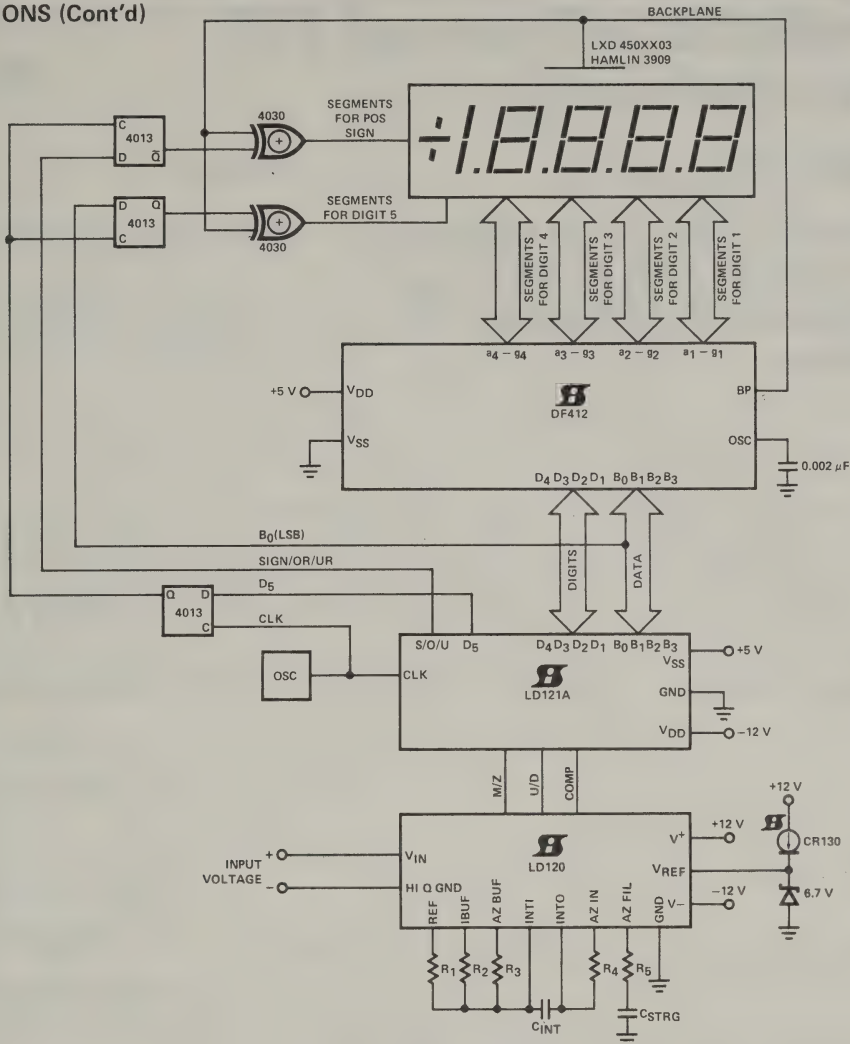 ONS (Cont'd)
BACKPLANE
LXD 450XX03
HAMLIN 3909
C
4013
D
Q̅
4030
SEGMENTS
FOR POS
SIGN
÷1.8.8.8.8
D
Q
4013
C
SEGMENTS
FOR DIGIT 5
4030
SEGMENTS
FOR DIGIT 4
SEGMENTS
FOR DIGIT 3
SEGMENTS
FOR DIGIT 2
SEGMENTS
FOR DIGIT 1
a4 – g4 a3 – g3 a2 – g2 a1 – g1
+5 V
VDD
BP
DF412
VSS
OSC
0.002 µF
D4 D3 D2 D1 B0 B1 B2 B3
B0(LSB)
SIGN/OR/UR
DIGITS
DATA
D5
Q D
4013
C
CLK
S/O/U D5 D4 D3 D2 D1 B0 B1 B2 B3
VSS
+5 V
OSC
CLK
LD121A
GND
VDD
–12 V
M/Z
U/D
COMP
+12 V
+12 V
V+
CR130
INPUT
VOLTAGE
+
–
VIN
LD120
VREF
HI Q GND
–12 V
V–
6.7 V
REF
IBUF
AZ BUF
INTI
INTO
AZ IN
AZ FIL
GND
R1 R2 R3 R4 R5
CINT
CSTRG